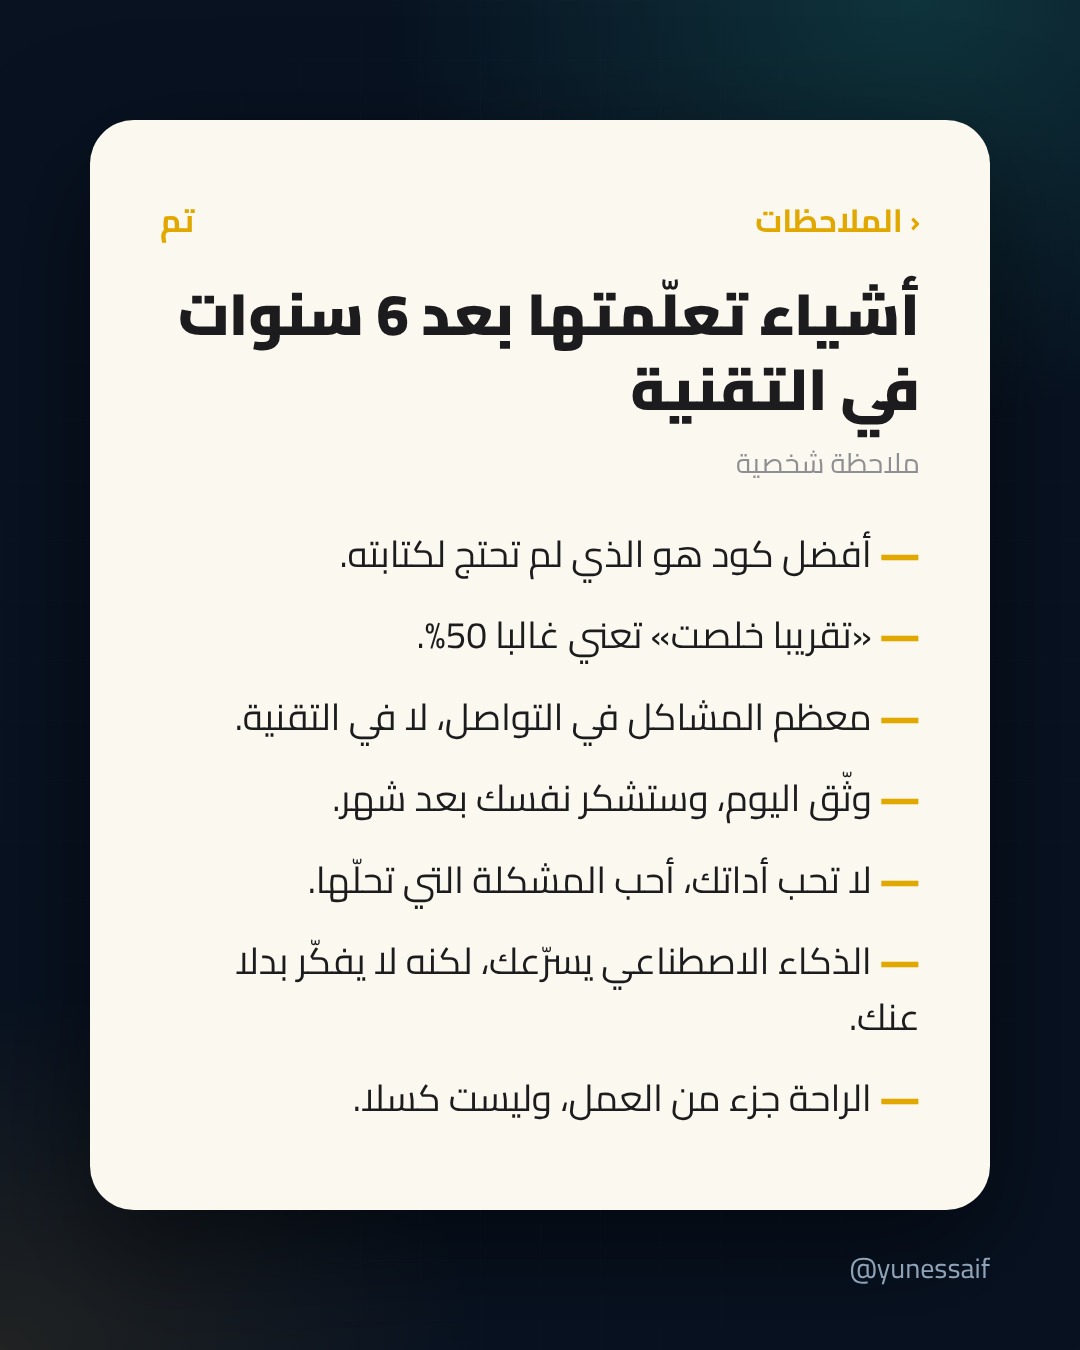 ‹ الملاحظات
تم
أشياء تعلّمتها بعد 6 سنوات
في التقنية
ملاحظة شخصية
— أفضل كود هو الذي لم تحتج لكتابته.
— «تقريبا خلصت» تعني غالبا 50%.
— معظم المشاكل في التواصل، لا في التقنية.
— وثّق اليوم، وستشكر نفسك بعد شهر.
— لا تحب أداتك، أحب المشكلة التي تحلّها.
— الذكاء الاصطناعي يسرّعك، لكنه لا يفكّر بدلا
عنك.
— الراحة جزء من العمل، وليست كسلا.
@yunessaif